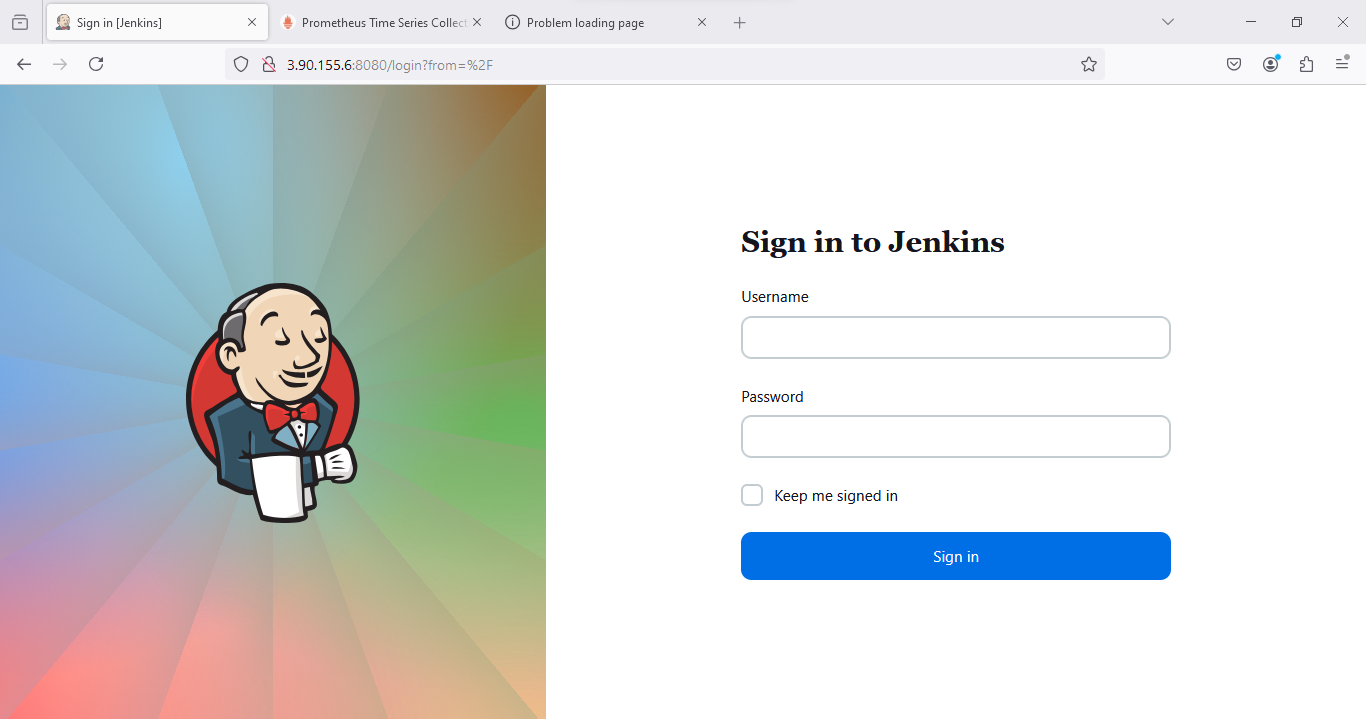 Sign in [Jenkins]
Prometheus Time Series Collect
Problem loading page
3.90.155.6:8080/login?from=%2F
Sign in to Jenkins
Username
Password
Keep me signed in
Sign in